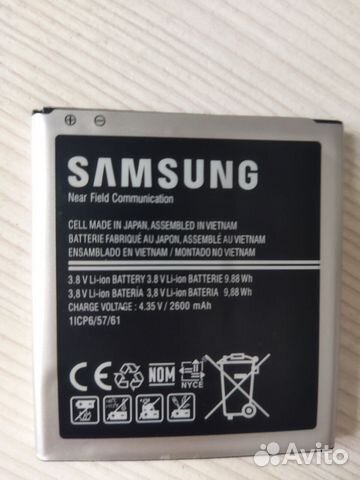 SAMSUNG
Near Field Communication
CELL MADE IN JAPAN, ASSEMBLED IN VIETNAM
BATTERIE FABRIQUÉ AU JAPON, ASSEMBLÉ AU VIETNAM
ENSAMBLADO EN VIETNAM / MONTADO NO VIETNAM
3.8 V Li-ion BATTERY 3.8 V Li-ion BATTERIE 9.88 Wh
3,8 V Li-ion BATERÍA 3,8 V Li-ion BATERIA 9,88 Wh
CHARGE VOLTAGE : 4.35 V / 2600 mAh
1ICP6/57/61
CE NOM NYCE
Avito